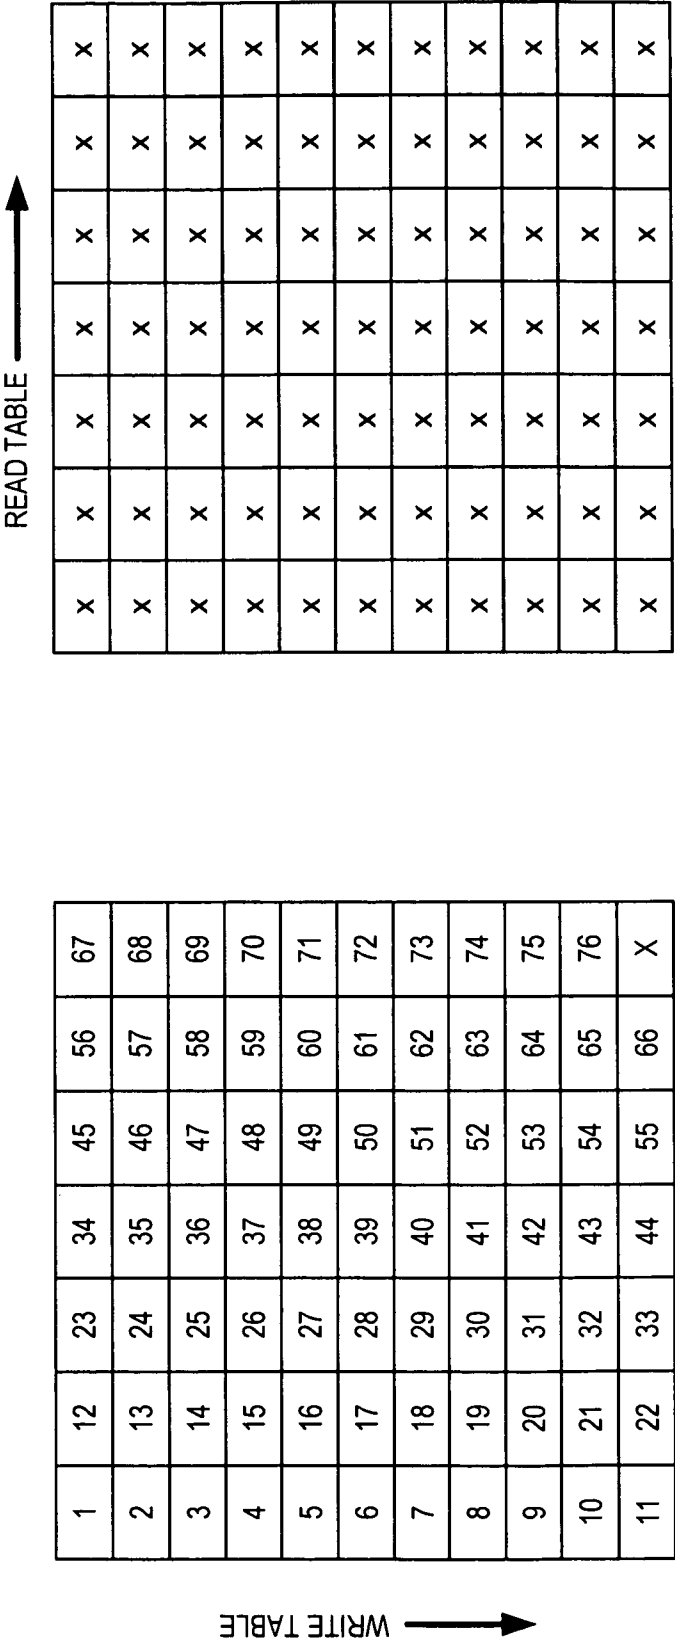 READ TABLE
WRITE TABLE
1 12 23 34 45 56 67 X X X X X X X
2 13 24 35 46 57 68 X X X X X X X
3 14 25 36 47 58 69 X X X X X X X
4 15 26 37 48 59 70 X X X X X X X
5 16 27 38 49 60 71 X X X X X X X
6 17 28 39 50 61 72 X X X X X X X
7 18 29 40 51 62 73 X X X X X X X
8 19 30 41 52 63 74 X X X X X X X
9 20 31 42 53 64 75 X X X X X X X
10 21 32 43 54 65 76 X X X X X X X
11 22 33 44 55 66 X X X X X X X X